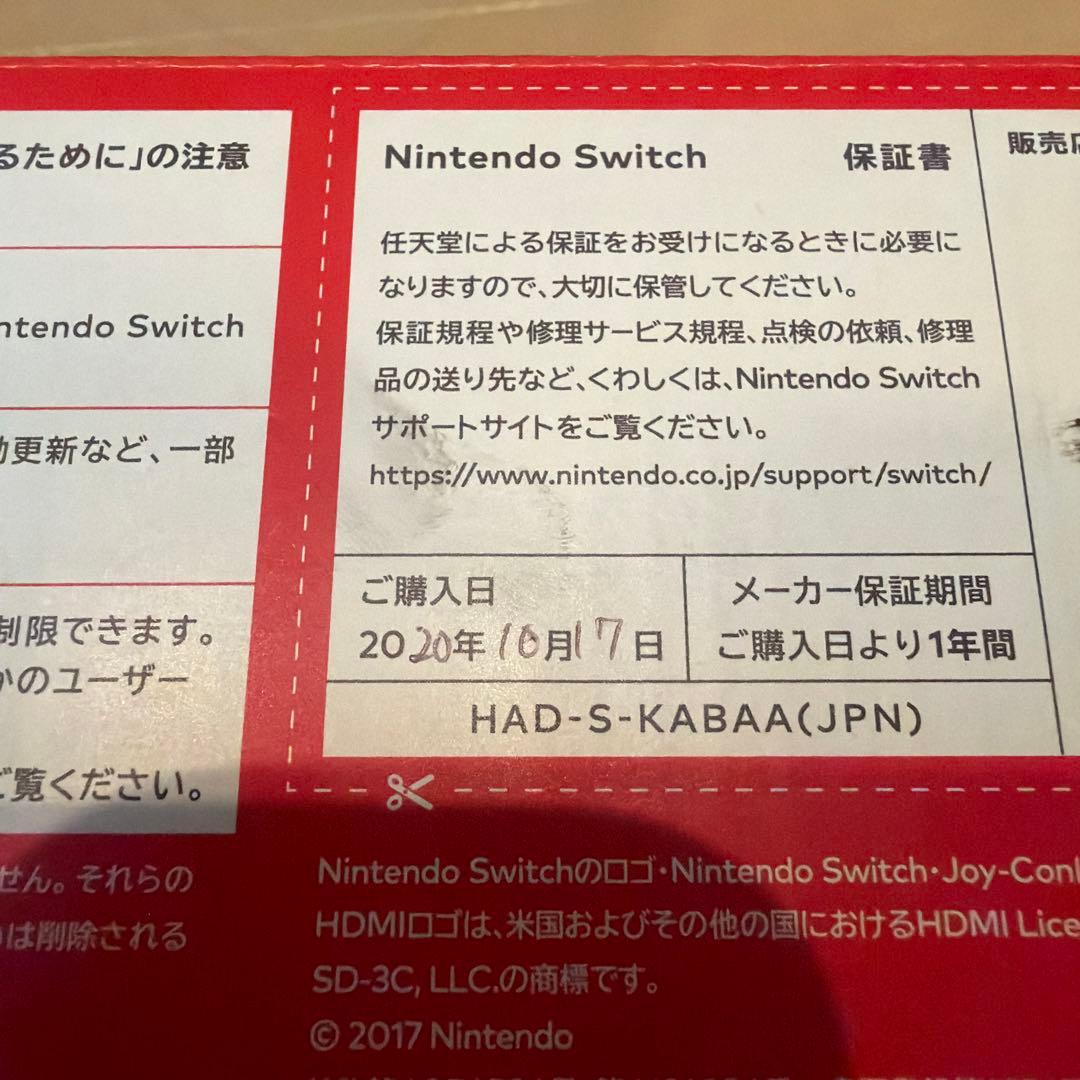 るために」の注意
ntendo Switch
更新など、一部
制限できます。
かのユーザー
ご覧ください。
せん。それらの
は削除される
Nintendo Switch 保証書
任天堂による保証をお受けになるときに必要に
なりますので、大切に保管してください。
保証規程や修理サービス規程、点検の依頼、修理
品の送り先など、くわしくは、Nintendo Switch
サポートサイトをご覧ください。
https://www.nintendo.co.jp/support/switch/
ご購入日
2020年10月17日
メーカー保証期間
ご購入日より1年間
HAD-S-KABAA(JPN)
販売店
Nintendo Switchのロゴ・Nintendo Switch・Joy-Con
HDMIロゴは、米国およびその他の国におけるHDMI Lice
SD-3C, LLC.の商標です。
© 2017 Nintendo